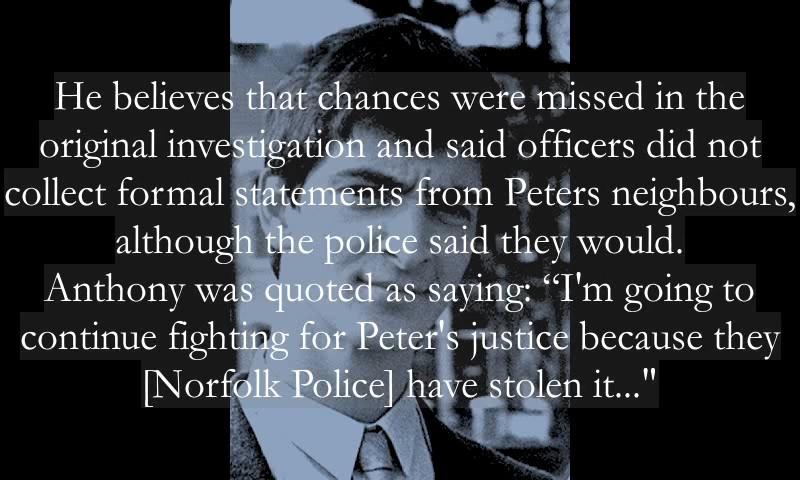 He believes that chances were missed in the
original investigation and said officers did not
collect formal statements from Peters neighbours,
although the police said they would.
Anthony was quoted as saying: “I'm going to
continue fighting for Peter's justice because they
[Norfolk Police] have stolen it..."